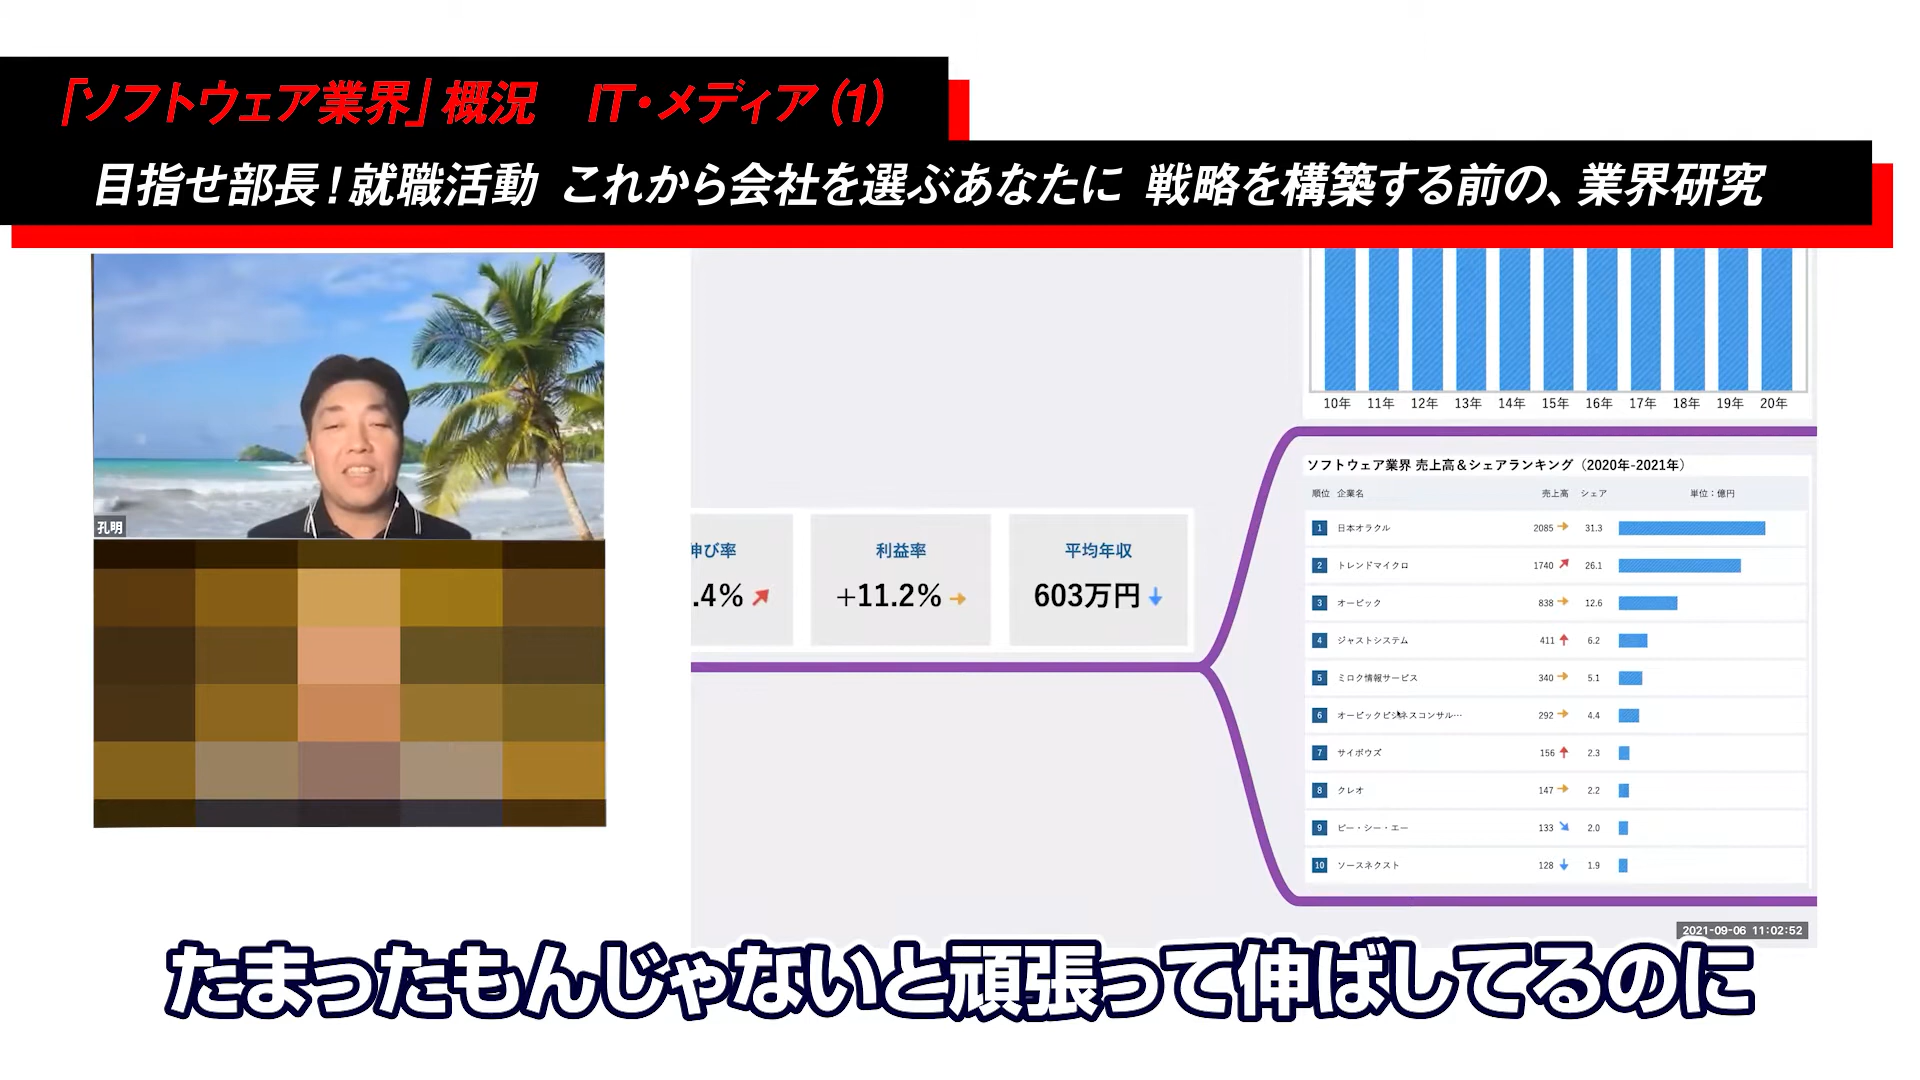 「ソフトウェア業界」概況　IT・メディア（1）
目指せ部長！就職活動 これから会社を選ぶあなたに 戦略を構築する前の、業界研究
孔明
伸び率 利益率 平均年収
.4% +11.2% 603万円
10年 11年 12年 13年 14年 15年 16年 17年 18年 19年 20年
ソフトウェア業界 売上高＆シェアランキング（2020年-2021年）
順位 企業名 売上高 シェア 単位：億円
1 日本オラクル 2085 31.3
2 トレンドマイクロ 1740 26.1
3 オービック 838 12.6
4 ジャストシステム 411 6.2
5 ミロク情報サービス 340 5.1
6 オービックビジネスコンサル… 292 4.4
7 サイボウズ 156 2.3
8 クレオ 147 2.2
9 ピー・シー・エー 133 2.0
10 ソースネクスト 128 1.9
2021-09-06 11:02:52
たまったもんじゃないと頑張って伸ばしてるのに